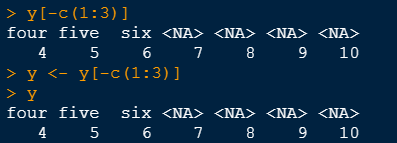 > y[-c(1:3)]
four five  six <NA> <NA> <NA> <NA>
   4    5    6    7    8    9   10
> y <- y[-c(1:3)]
> y
four five  six <NA> <NA> <NA> <NA>
   4    5    6    7    8    9   10